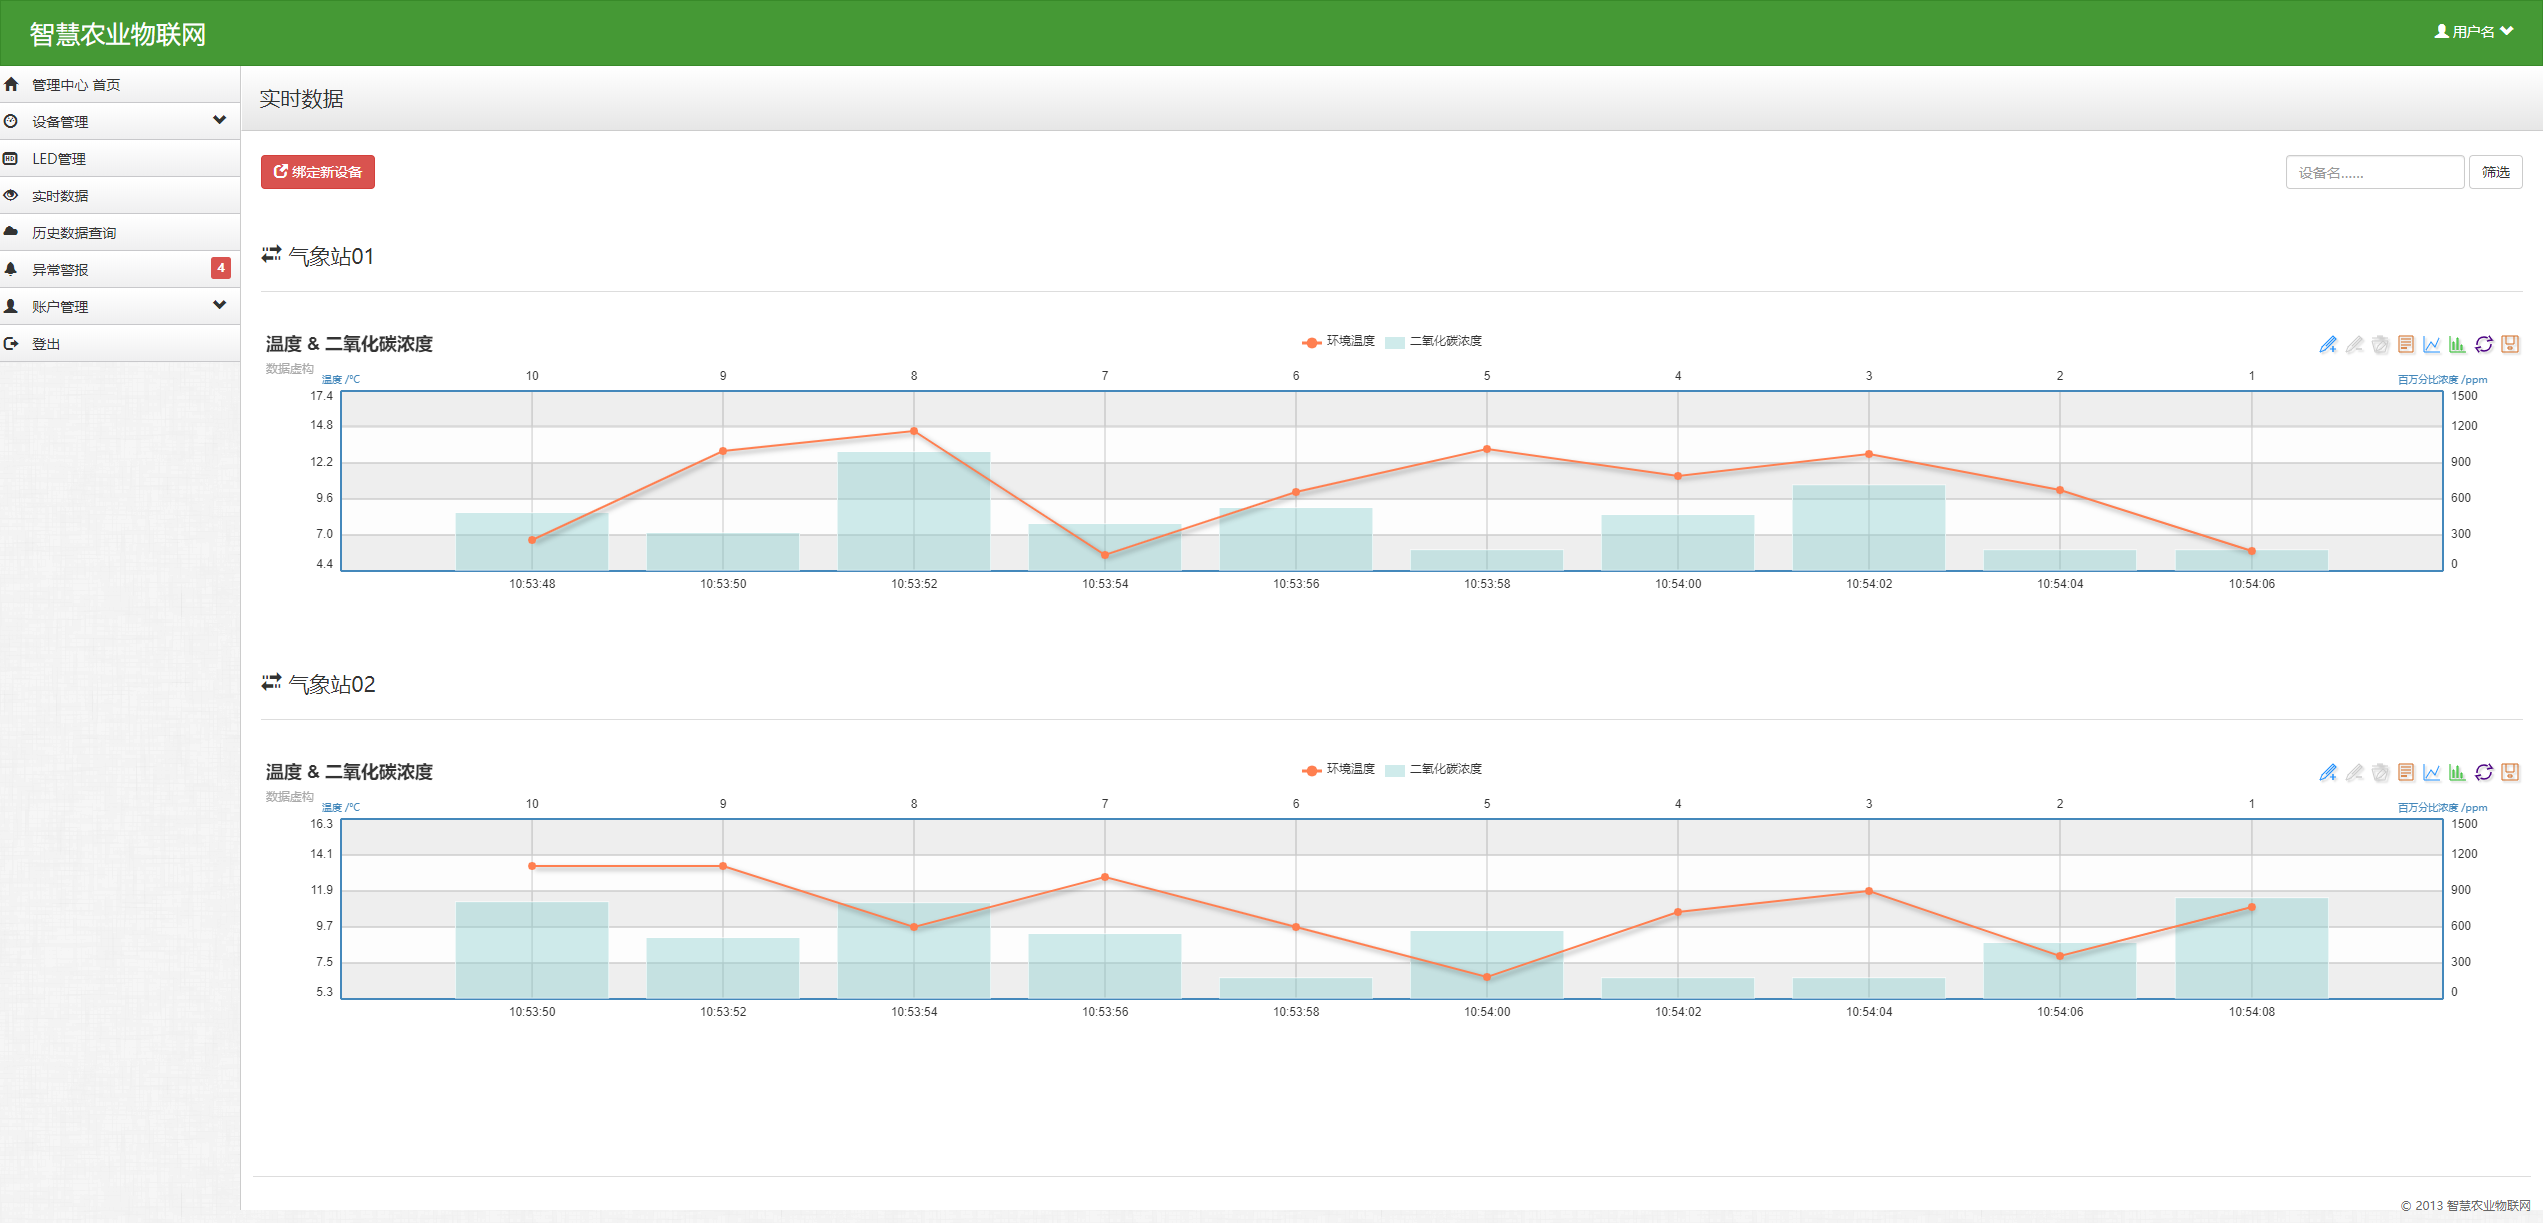 智慧农业物联网
用户名
管理中心 首页
设备管理
LED管理
实时数据
历史数据查询
异常警报 4
账户管理
登出
实时数据
绑定新设备
设备名...... 筛选
气象站01
温度 & 二氧化碳浓度
环境温度 二氧化碳浓度
数据虚构
温度 /°C
百万分比浓度 /ppm
10 9 8 7 6 5 4 3 2 1
17.4 1500
14.8 1200
12.2 900
9.6 600
7.0 300
4.4 0
10:53:48 10:53:50 10:53:52 10:53:54 10:53:56 10:53:58 10:54:00 10:54:02 10:54:04 10:54:06
气象站02
温度 & 二氧化碳浓度
环境温度 二氧化碳浓度
数据虚构
温度 /°C
百万分比浓度 /ppm
10 9 8 7 6 5 4 3 2 1
16.3 1500
14.1 1200
11.9 900
9.7 600
7.5 300
5.3 0
10:53:50 10:53:52 10:53:54 10:53:56 10:53:58 10:54:00 10:54:02 10:54:04 10:54:06 10:54:08
© 2013 智慧农业物联网